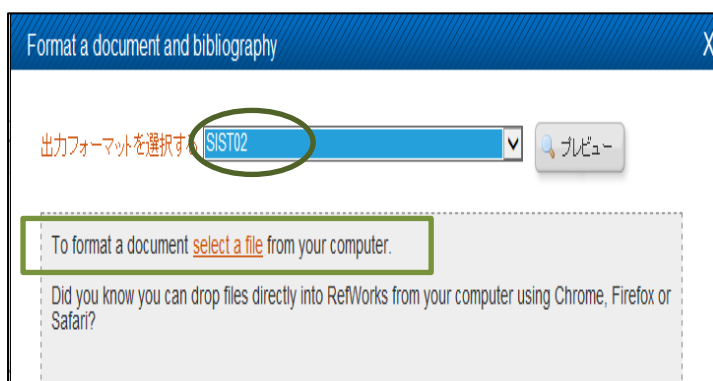 Format a document and bibliography X
出力フォーマットを選択する SIST02 プレビュー
To format a document select a file from your computer.
Did you know you can drop files directly into RefWorks from your computer using Chrome, Firefox or
Safari?